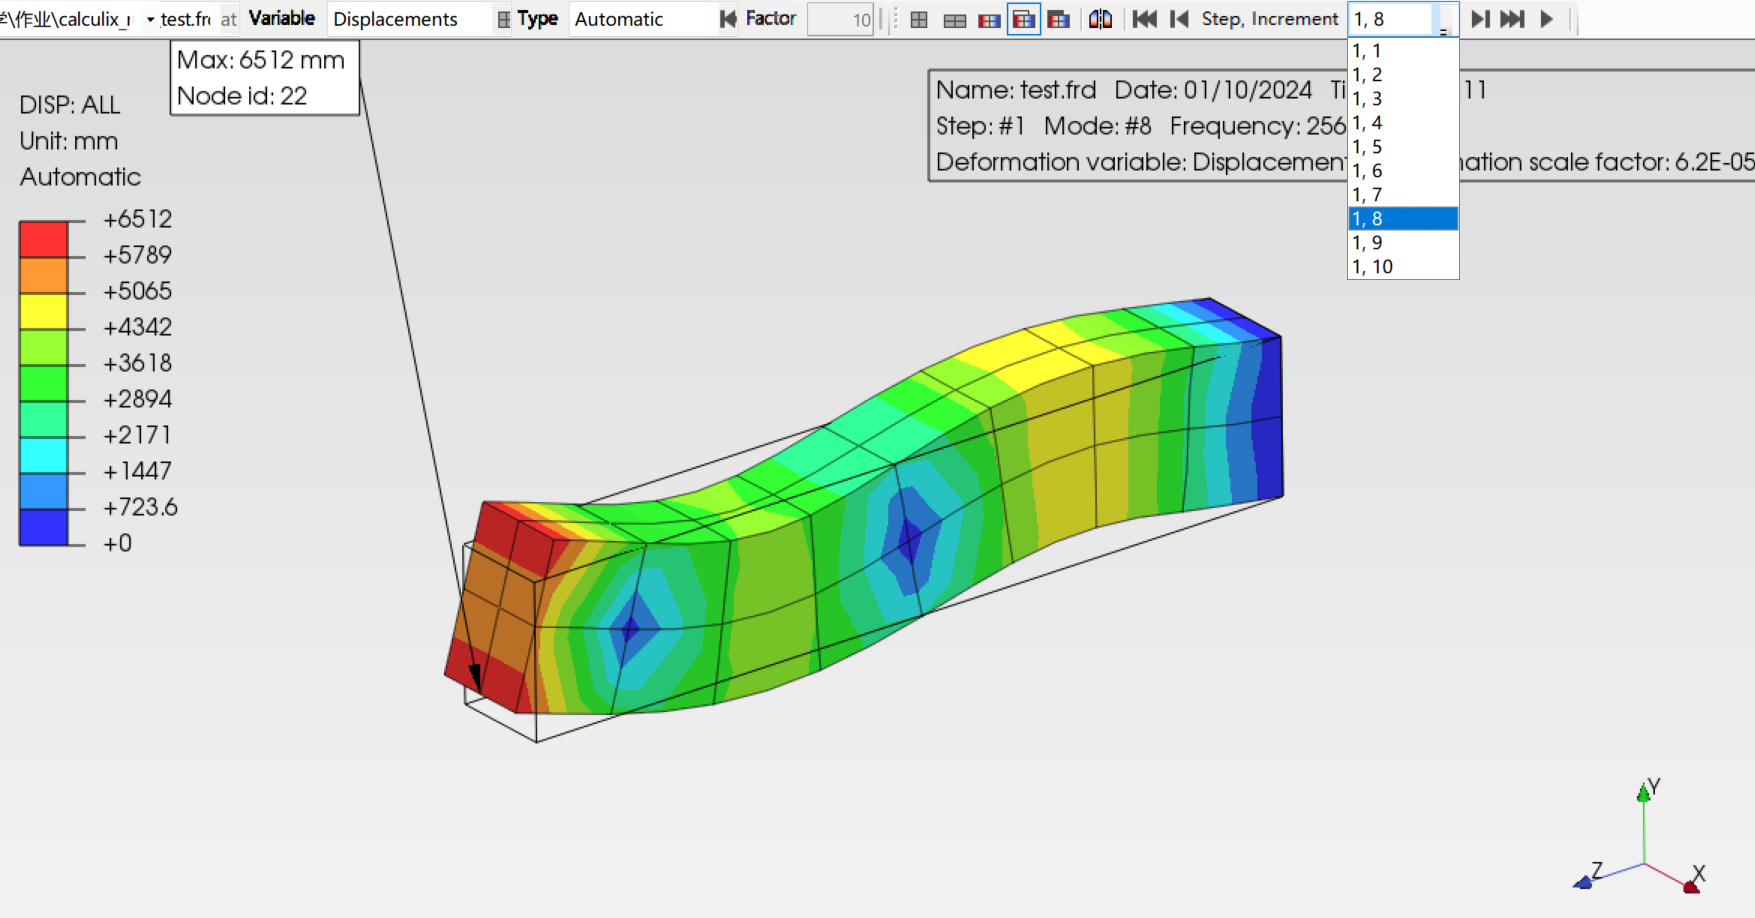 \作业\calculix_r test.fr at Variable Displacements Type Automatic Factor 10 Step, Increment 1, 8
1, 1
1, 2
1, 3
1, 4
1, 5
1, 6
1, 7
1, 8
1, 9
1, 10
Max: 6512 mm
Node id: 22
DISP: ALL
Unit: mm
Automatic
+6512
+5789
+5065
+4342
+3618
+2894
+2171
+1447
+723.6
+0
Name: test.frd Date: 01/10/2024 Ti 11
Step: #1 Mode: #8 Frequency: 256
Deformation variable: Displacemen ation scale factor: 6.2E-05
Y
Z
X